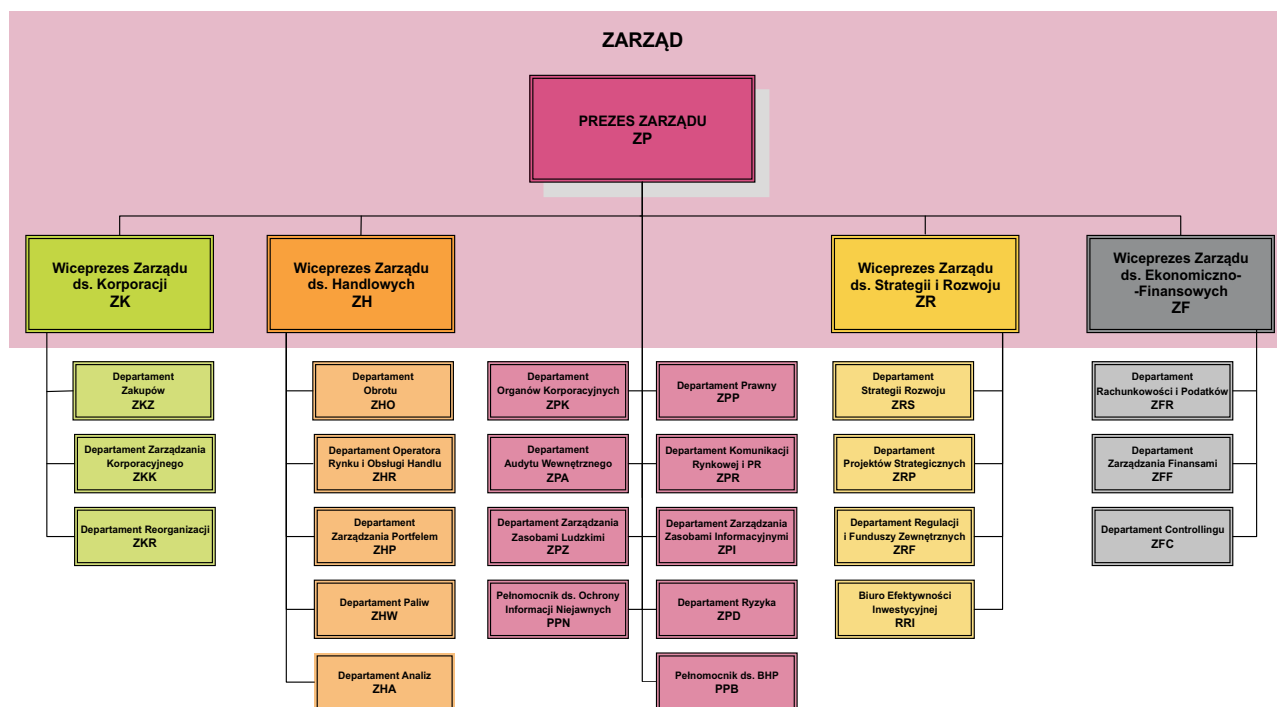 ZARZĄD
PREZES ZARZĄDU
ZP
Wiceprezes Zarządu
ds. Korporacji
ZK
Wiceprezes Zarządu
ds. Handlowych
ZH
Wiceprezes Zarządu
ds. Strategii i Rozwoju
ZR
Wiceprezes Zarządu
ds. Ekonomiczno-
-Finansowych
ZF
Departament
Zakupów
ZKZ
Departament Zarządzania
Korporacyjnego
ZKK
Departament Reorganizacji
ZKR
Departament
Obrotu
ZHO
Departament Operatora
Rynku i Obsługi Handlu
ZHR
Departament
Zarządzania Portfelem
ZHP
Departament Paliw
ZHW
Departament Analiz
ZHA
Departament
Organów Korporacyjnych
ZPK
Departament
Audytu Wewnętrznego
ZPA
Departament Zarządzania
Zasobami Ludzkimi
ZPZ
Pełnomocnik ds. Ochrony
Informacji Niejawnych
PPN
Departament Prawny
ZPP
Departament Komunikacji
Rynkowej i PR
ZPR
Departament Zarządzania
Zasobami Informacyjnymi
ZPI
Departament Ryzyka
ZPD
Pełnomocnik ds. BHP
PPB
Departament
Strategii Rozwoju
ZRS
Departament
Projektów Strategicznych
ZRP
Departament Regulacji
i Funduszy Zewnętrznych
ZRF
Biuro Efektywności
Inwestycyjnej
RRI
Departament
Rachunkowości i Podatków
ZFR
Departament
Zarządzania Finansami
ZFF
Departament Controllingu
ZFC